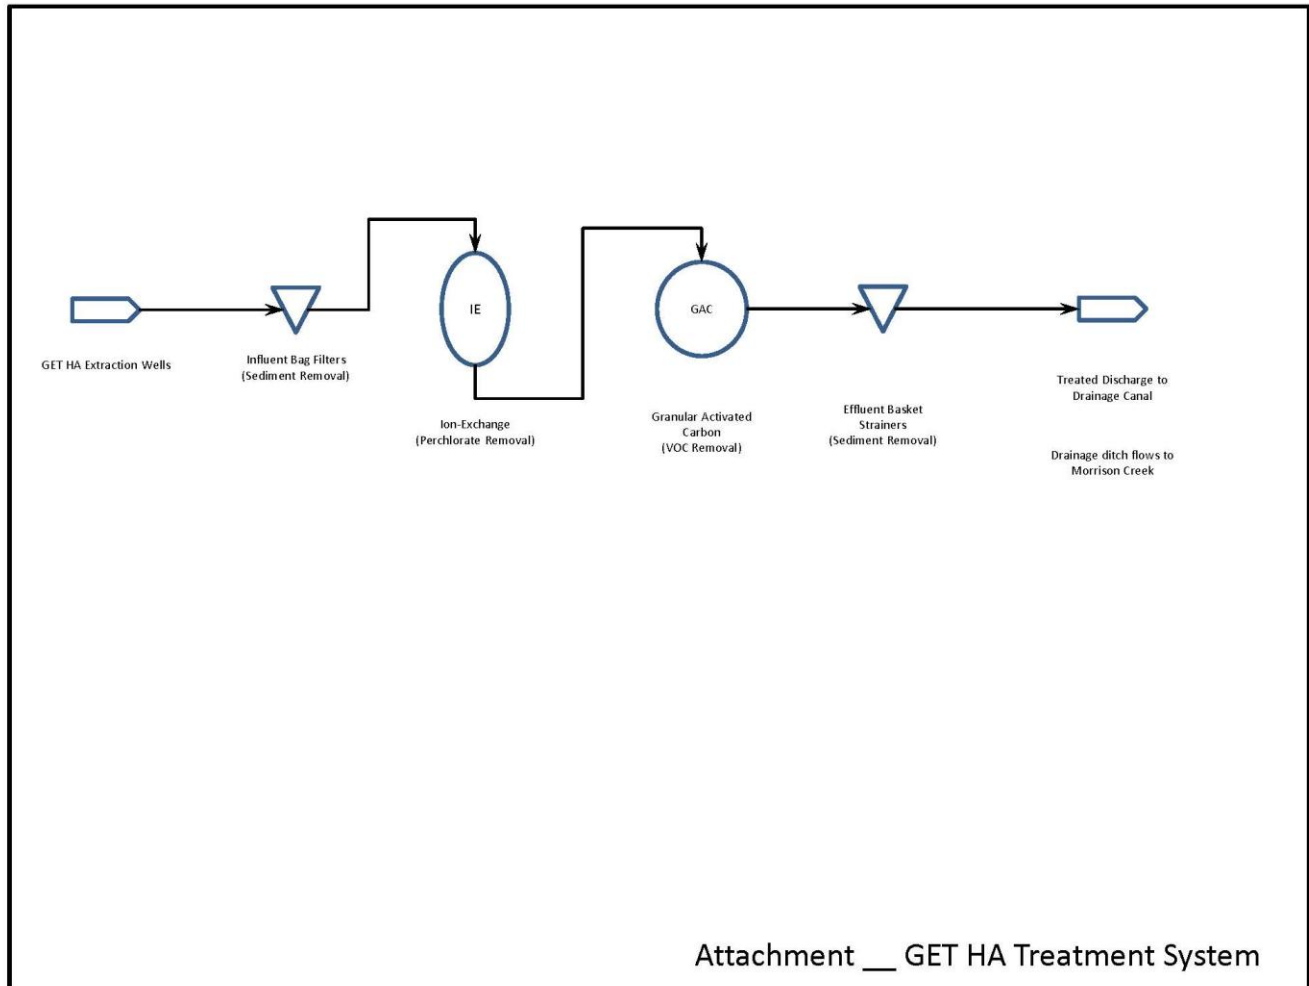 IE
GAC
GET HA Extraction Wells
Influent Bag Filters
(Sediment Removal)
Ion-Exchange
(Perchlorate Removal)
Granular Activated
Carbon
(VOC Removal)
Effluent Basket
Strainers
(Sediment Removal)
Treated Discharge to
Drainage Canal
Drainage ditch flows to
Morrison Creek
Attachment __ GET HA Treatment System